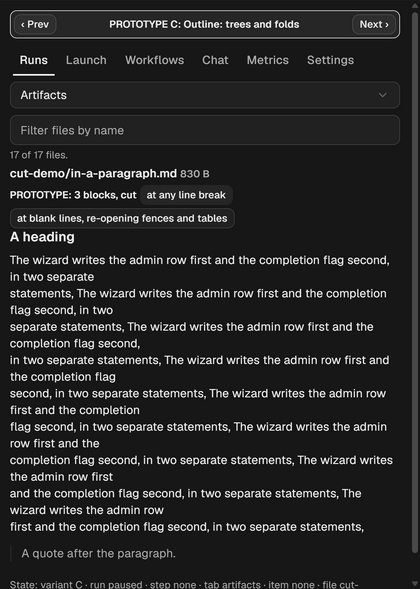 ‹ Prev
PROTOTYPE C: Outline: trees and folds
Next ›
Runs Launch Workflows Chat Metrics Settings
Artifacts
Filter files by name
17 of 17 files.
cut-demo/in-a-paragraph.md 830 B
PROTOTYPE: 3 blocks, cut at any line break
at blank lines, re-opening fences and tables
A heading
The wizard writes the admin row first and the completion flag second,
in two separate
statements, The wizard writes the admin row first and the completion
flag second, in two
separate statements, The wizard writes the admin row first and the
completion flag second,
in two separate statements, The wizard writes the admin row first and
the completion flag
second, in two separate statements, The wizard writes the admin row
first and the completion
flag second, in two separate statements, The wizard writes the admin
row first and the
completion flag second, in two separate statements, The wizard writes
the admin row first
and the completion flag second, in two separate statements, The
wizard writes the admin row
first and the completion flag second, in two separate statements,
A quote after the paragraph.
State: variant C · run paused · step none · tab artifacts · item none · file cut-